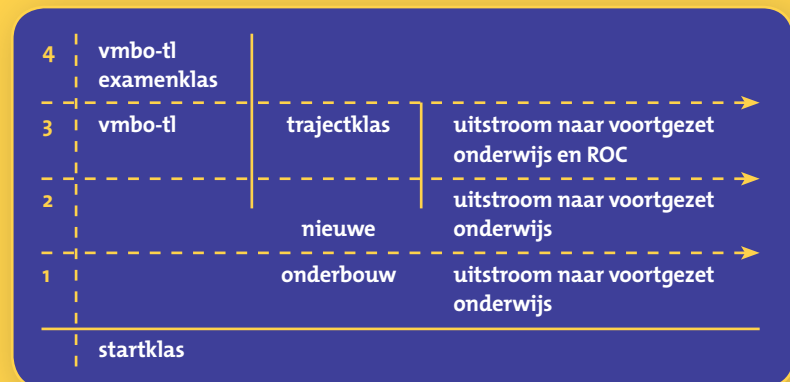 4 vmbo-tl
examenklas
3 vmbo-tl trajectklas uitstroom naar voortgezet
onderwijs en ROC
2 uitstroom naar voortgezet
nieuwe onderwijs
1 onderbouw uitstroom naar voortgezet
onderwijs
startklas